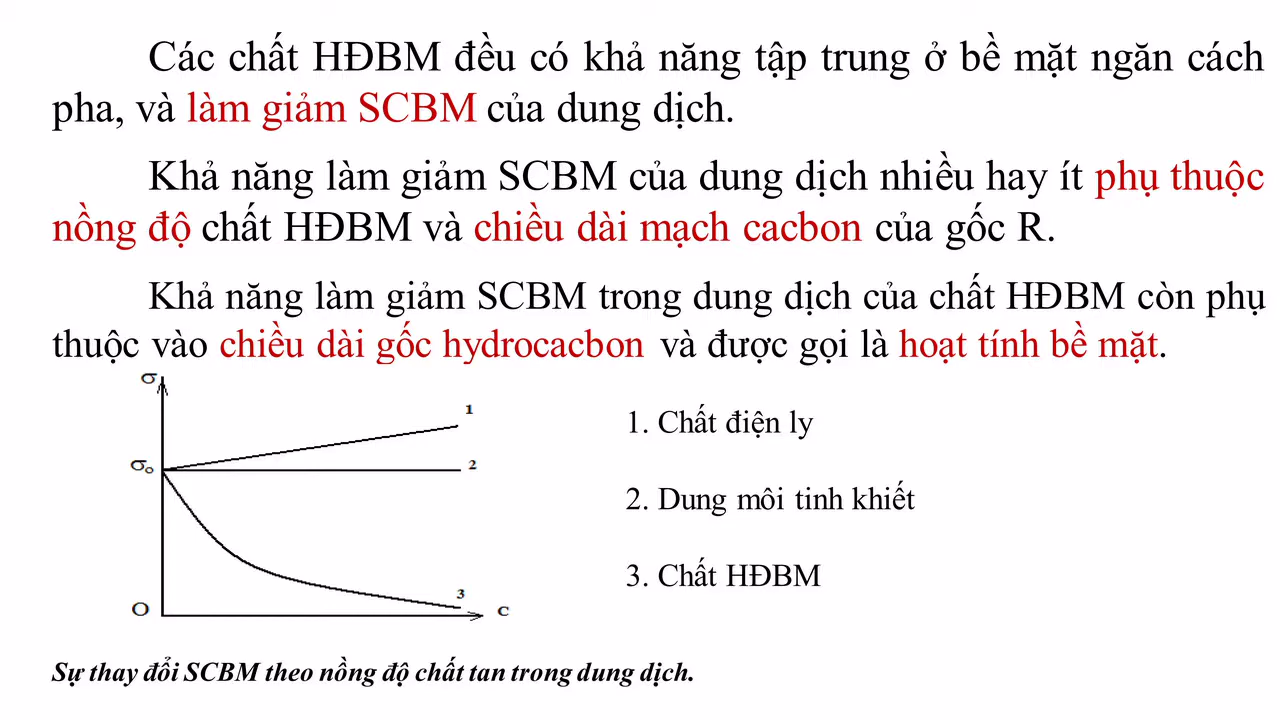 Các chất HĐBM đều có khả năng tập trung ở bề mặt ngăn cách
pha, và làm giảm SCBM của dung dịch.
Khả năng làm giảm SCBM của dung dịch nhiều hay ít phụ thuộc
nồng độ chất HĐBM và chiều dài mạch cacbon của gốc R.
Khả năng làm giảm SCBM trong dung dịch của chất HĐBM còn phụ
thuộc vào chiều dài gốc hydrocacbon và được gọi là hoạt tính bề mặt.
σ
1
σo
2
3
O
c
1. Chất điện ly
2. Dung môi tinh khiết
3. Chất HĐBM
Sự thay đổi SCBM theo nồng độ chất tan trong dung dịch.